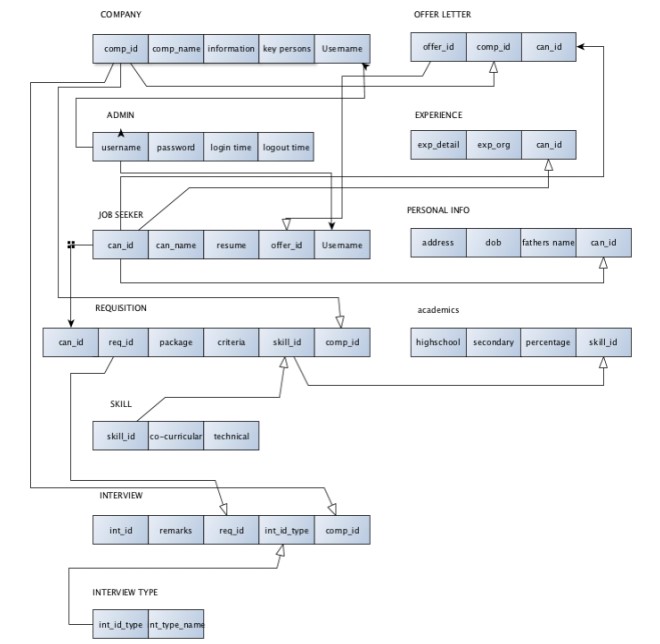 COMPANY
comp_id comp_name information key persons Username
OFFER LETTER
offer_id comp_id can_id
ADMIN
username password login time logout time
EXPERIENCE
exp_detail exp_org can_id
JOB SEEKER
can_id can_name resume offer_id Username
PERSONAL INFO
address dob fathers name can_id
REQUISITION
can_id req_id package criteria skill_id comp_id
academics
highschool secondary percentage skill_id
SKILL
skill_id co-curricular technical
INTERVIEW
int_id remarks req_id int_id_type comp_id
INTERVIEW TYPE
int_id_type nt_type_name